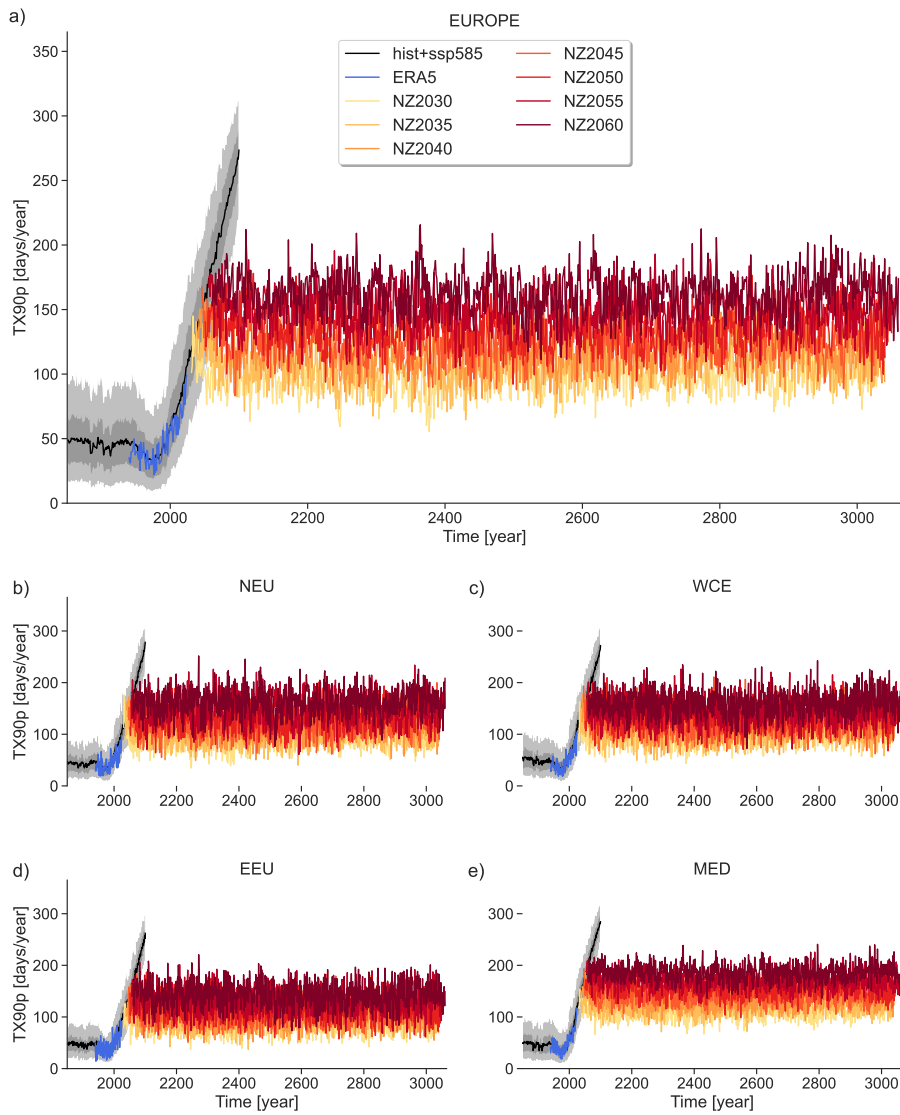 a)
EUROPE
hist+ssp585
ERA5
NZ2030
NZ2035
NZ2040
NZ2045
NZ2050
NZ2055
NZ2060
TX90p [days/year]
350
300
250
200
150
100
50
0
2000 2200 2400 2600 2800 3000
Time [year]
b)
NEU
TX90p [days/year]
300
200
100
0
2000 2200 2400 2600 2800 3000
c)
WCE
300
200
100
0
2000 2200 2400 2600 2800 3000
d)
EEU
TX90p [days/year]
300
200
100
0
2000 2200 2400 2600 2800 3000
Time [year]
e)
MED
300
200
100
0
2000 2200 2400 2600 2800 3000
Time [year]